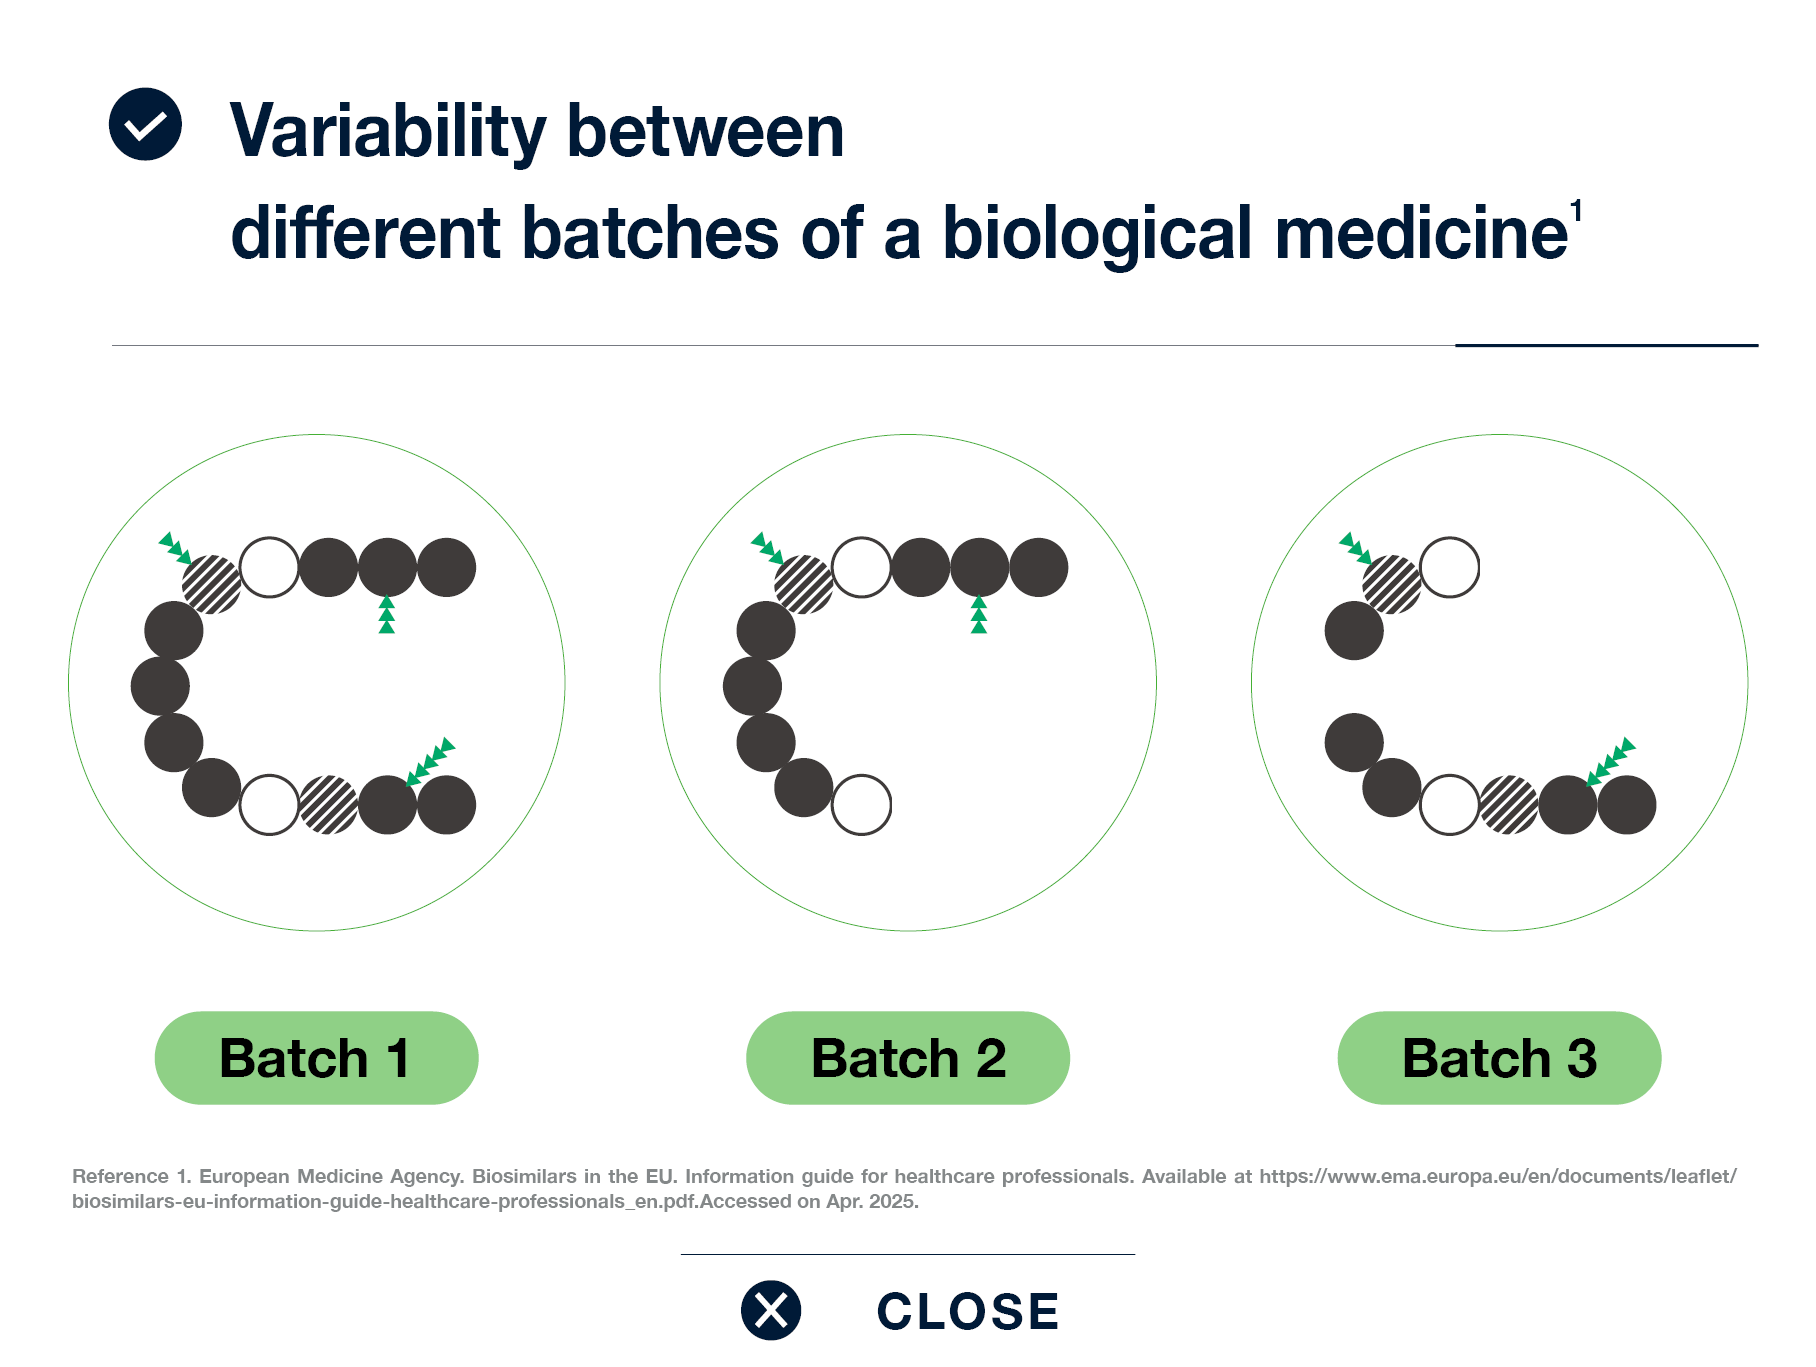 Variability between
different batches of a biological medicine¹
Batch 1
Batch 2
Batch 3
Reference 1. European Medicine Agency. Biosimilars in the EU. Information guide for healthcare professionals. Available at https://www.ema.europa.eu/en/documents/leaflet/
biosimilars-eu-information-guide-healthcare-professionals_en.pdf.Accessed on Apr. 2025.
CLOSE